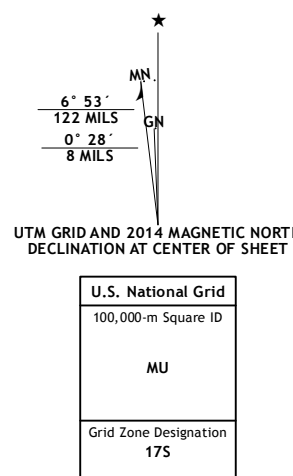 ★
MN
6° 53´
122 MILS
GN
0° 28´
8 MILS
UTM GRID AND 2014 MAGNETIC NORTH
DECLINATION AT CENTER OF SHEET
U.S. National Grid
100,000-m Square ID
MU
Grid Zone Designation
17S